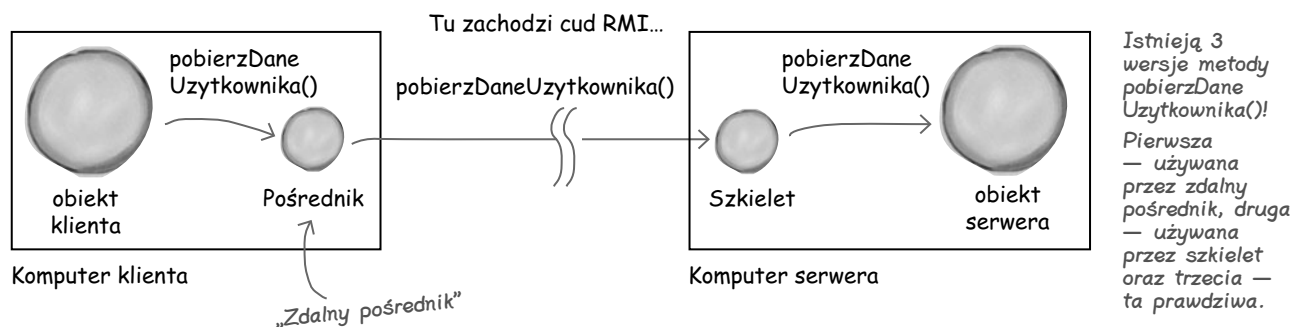 Tu zachodzi cud RMI...
pobierzDane
Uzytkownika()
pobierzDaneUzytkownika()
pobierzDane
Uzytkownika()
obiekt
klienta
Pośrednik
Szkielet
obiekt
serwera
Komputer klienta
Komputer serwera
„Zdalny pośrednik”
Istnieją 3
wersje metody
pobierzDane
Uzytkownika()!
Pierwsza
— używana
przez zdalny
pośrednik, druga
— używana
przez szkielet
oraz trzecia —
ta prawdziwa.